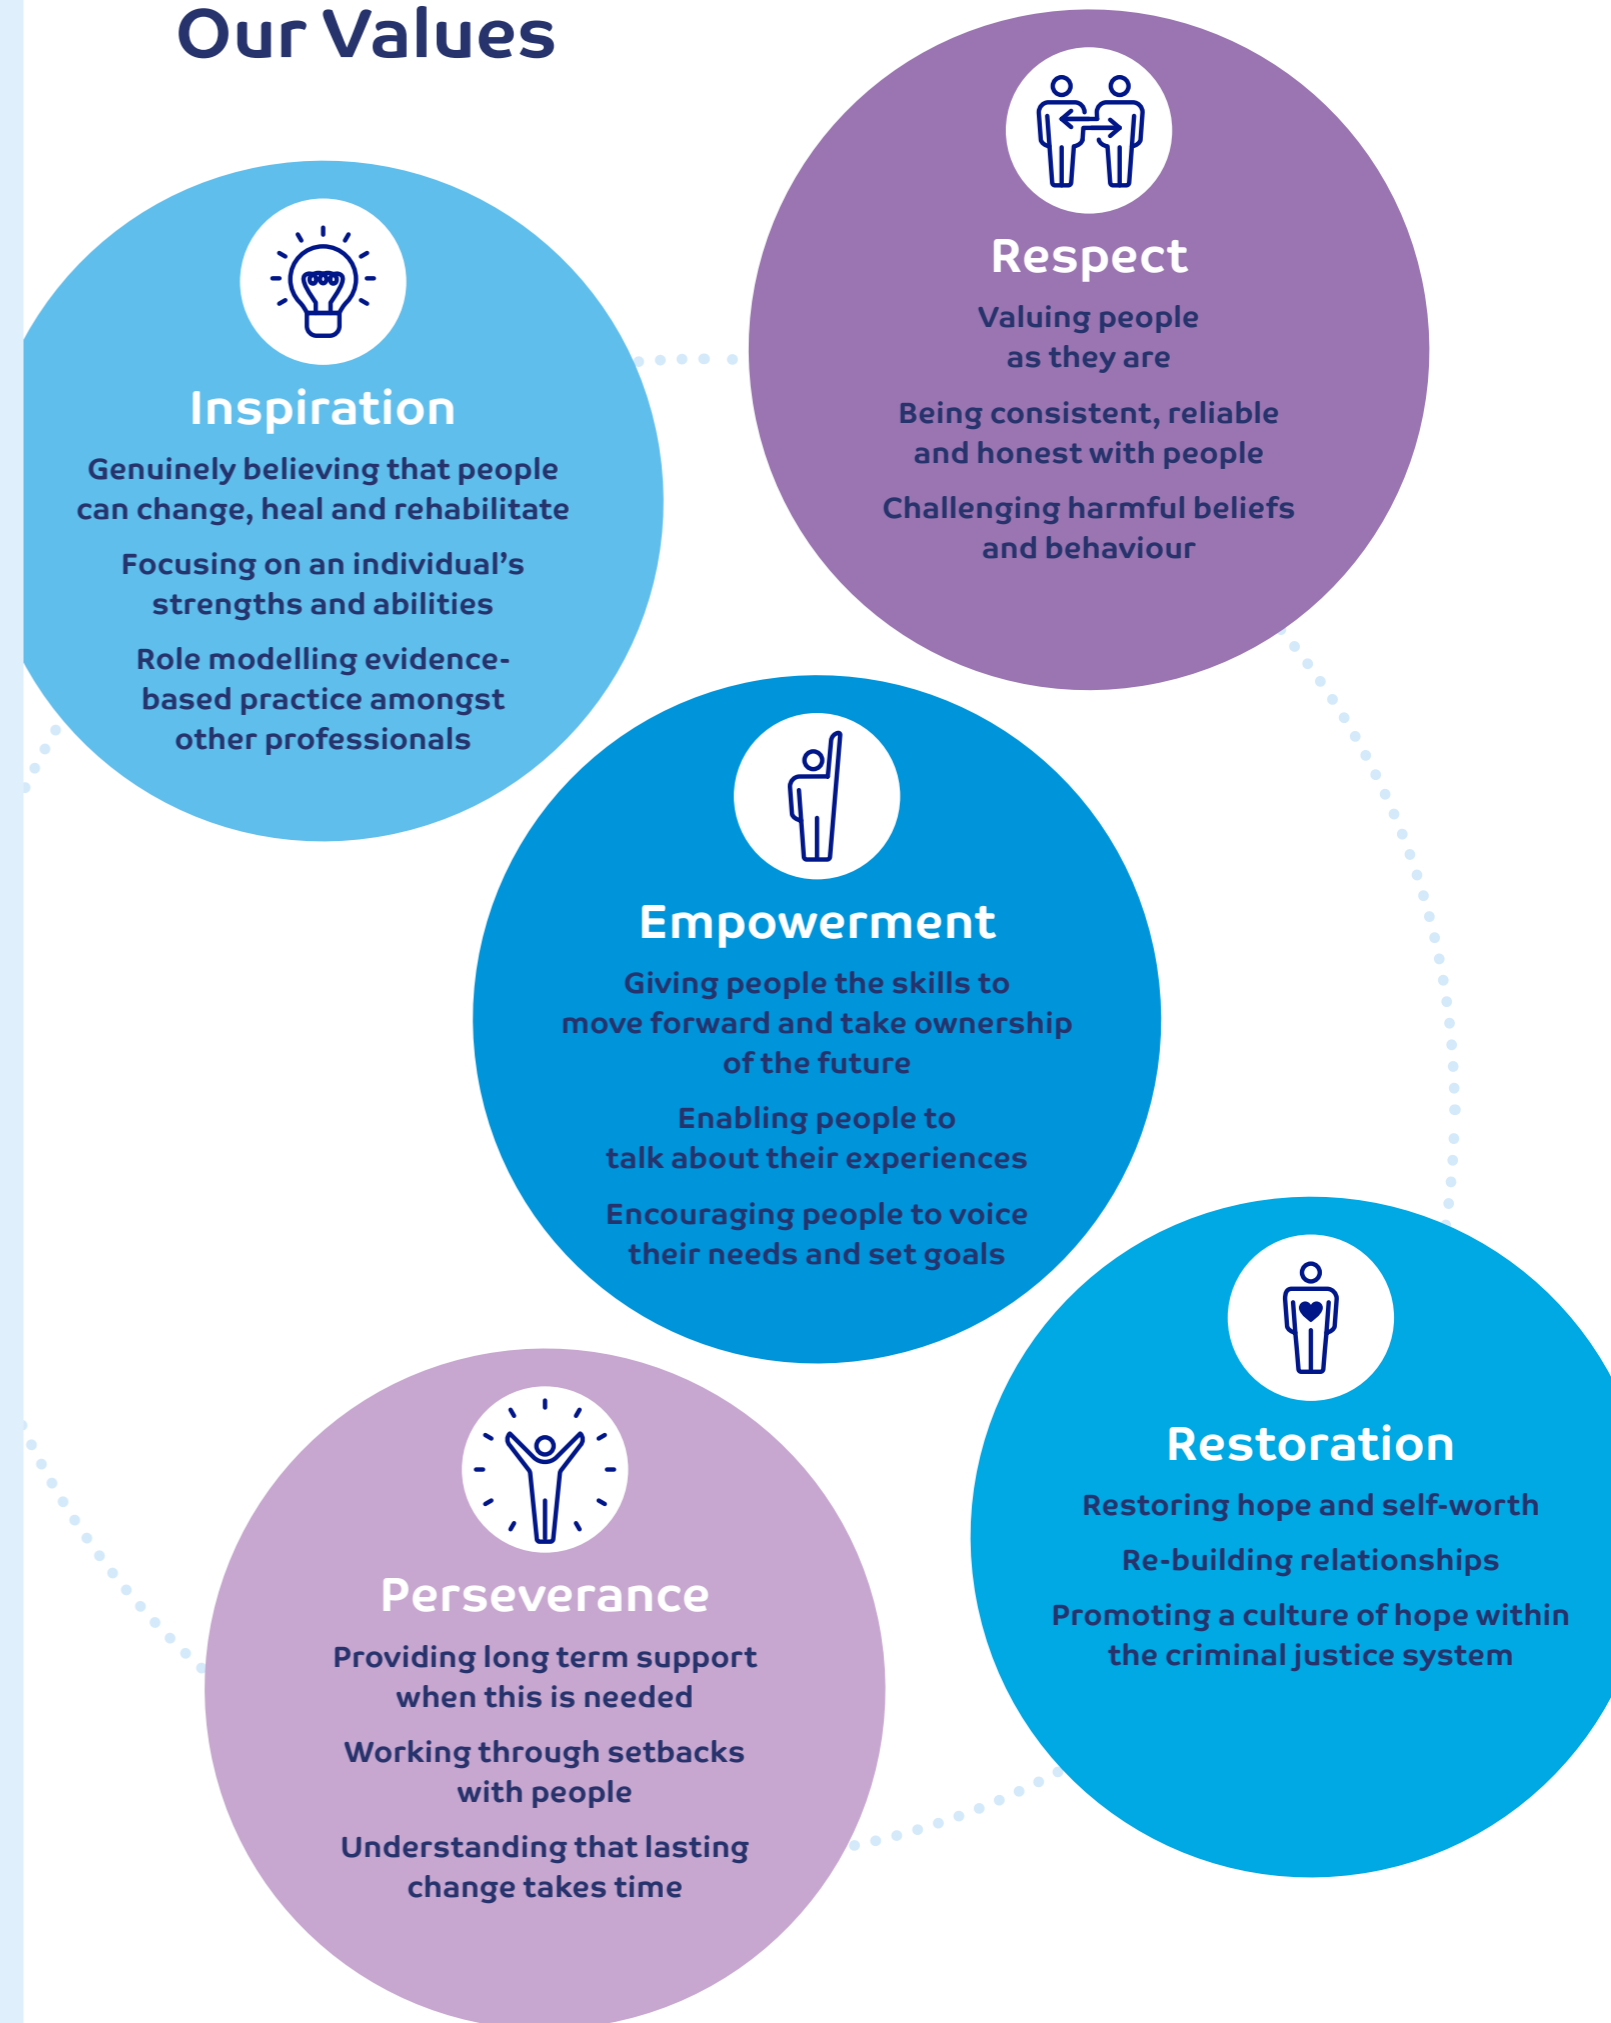 Our Values
Inspiration
Genuinely believing that people
can change, heal and rehabilitate
Focusing on an individual’s
strengths and abilities
Role modelling evidence-
based practice amongst
other professionals
Respect
Valuing people
as they are
Being consistent, reliable
and honest with people
Challenging harmful beliefs
and behaviour
Empowerment
Giving people the skills to
move forward and take ownership
of the future
Enabling people to
talk about their experiences
Encouraging people to voice
their needs and set goals
Restoration
Restoring hope and self-worth
Re-building relationships
Promoting a culture of hope within
the criminal justice system
Perseverance
Providing long term support
when this is needed
Working through setbacks
with people
Understanding that lasting
change takes time